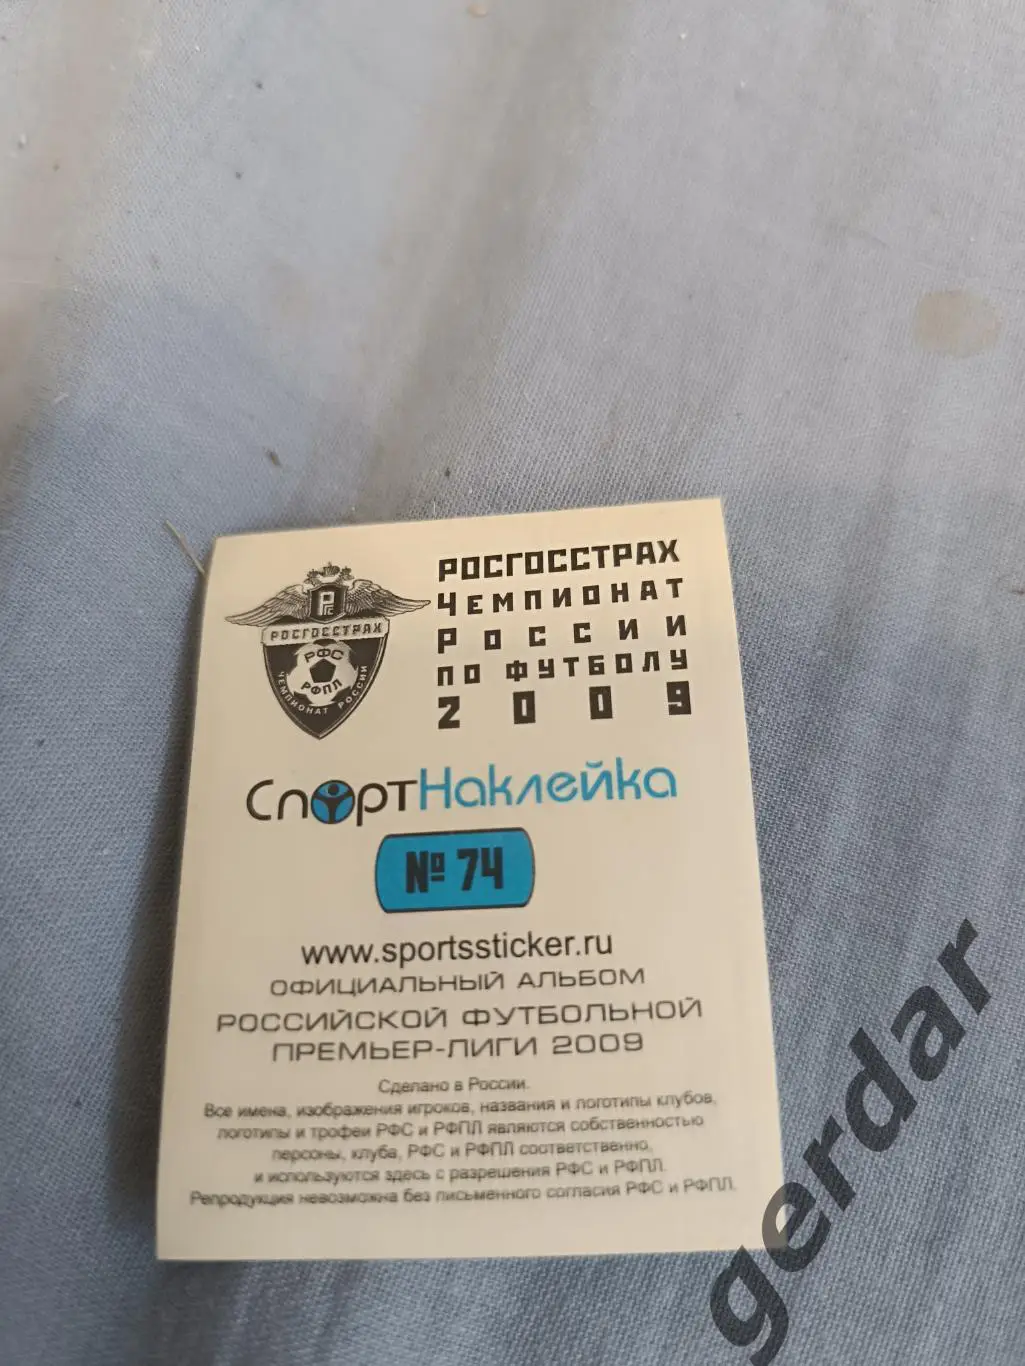 РОСГОССТРАХ
ЧЕМПИОНАТ
РОССИИ
ПО ФУТБОЛУ
2009
РГС
РОСГОССТРАХ
РФС
РФПЛ
ЧЕМПИОНАТ РОССИИ
СпортНаклейка
№ 74
www.sportssticker.ru
ОФИЦИАЛЬНЫЙ АЛЬБОМ
РОССИЙСКОЙ ФУТБОЛЬНОЙ
ПРЕМЬЕР-ЛИГИ 2009
Сделано в России.
Все имена, изображения игроков, названия и логотипы клубов,
логотипы и трофеи РФС и РФПЛ являются собственностью
персоны, клуба, РФС и РФПЛ соответственно,
и используются здесь с разрешения РФС и РФПЛ.
Репродукция невозможна без письменного согласия РФС и РФПЛ.
gerdar